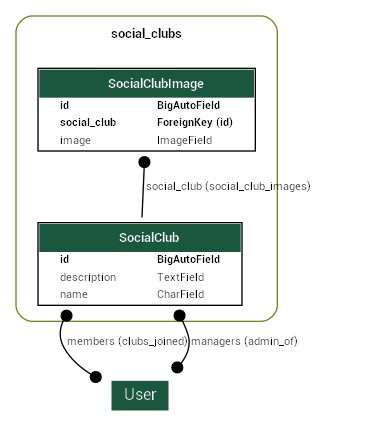 social_clubs
SocialClubImage
id BigAutoField
social_club ForeignKey (id)
image ImageField
social_club (social_club_images)
SocialClub
id BigAutoField
description TextField
name CharField
members (clubs_joined) managers (admin_of)
User